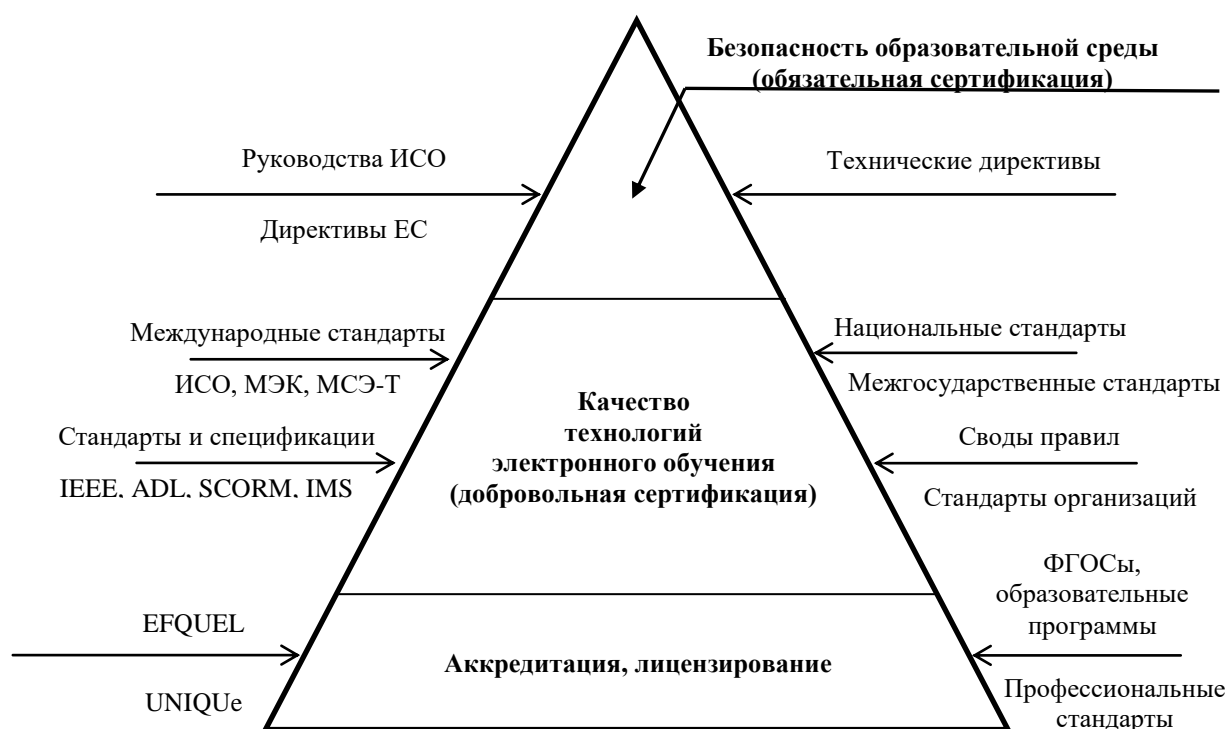 Безопасность образовательной среды
(обязательная сертификация)
Руководства ИСО
Директивы ЕС
Технические директивы
Международные стандарты
ИСО, МЭК, МСЭ-Т
Национальные стандарты
Межгосударственные стандарты
Качество
технологий
электронного обучения
(добровольная сертификация)
Стандарты и спецификации
IEEE, ADL, SCORM, IMS
Своды правил
Стандарты организаций
EFQUEL
UNIQUe
Аккредитация, лицензирование
ФГОСы,
образовательные
программы
Профессиональные
стандарты